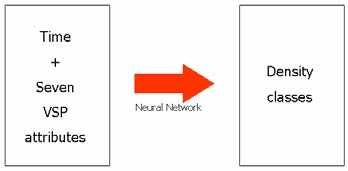 Time
+
Seven
VSP
attributes
Neural Network
Density
classes